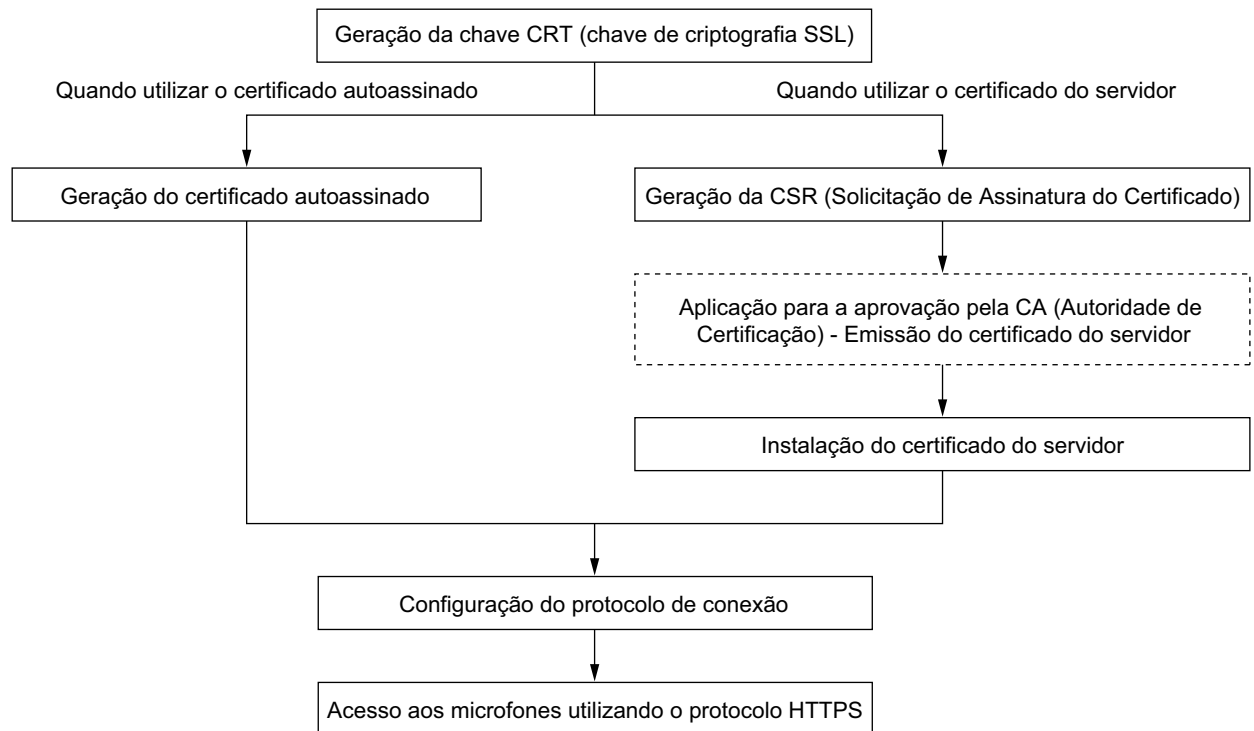 Geração da chave CRT (chave de criptografia SSL)
Quando utilizar o certificado autoassinado
Quando utilizar o certificado do servidor
Geração do certificado autoassinado
Geração da CSR (Solicitação de Assinatura do Certificado)
Aplicação para a aprovação pela CA (Autoridade de
Certificação) - Emissão do certificado do servidor
Instalação do certificado do servidor
Configuração do protocolo de conexão
Acesso aos microfones utilizando o protocolo HTTPS